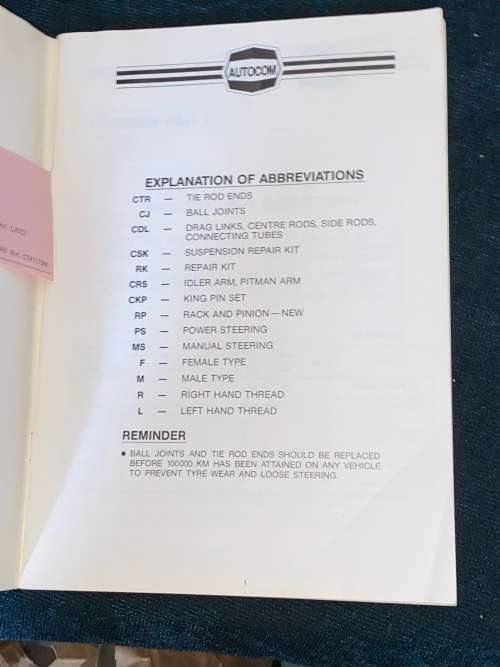 AUTOCOM
EXPLANATION OF ABBREVIATIONS
CTR — TIE ROD ENDS
CJ — BALL JOINTS
CDL — DRAG LINKS, CENTRE RODS, SIDE RODS,
CONNECTING TUBES
CSK — SUSPENSION REPAIR KIT
RK — REPAIR KIT
CRS — IDLER ARM, PITMAN ARM
CKP — KING PIN SET
RP — RACK AND PINION — NEW
PS — POWER STEERING
MS — MANUAL STEERING
F — FEMALE TYPE
M — MALE TYPE
R — RIGHT HAND THREAD
L — LEFT HAND THREAD
REMINDER
● BALL JOINTS AND TIE ROD ENDS SHOULD BE REPLACED
BEFORE 100000 KM HAS BEEN ATTAINED ON ANY VEHICLE
TO PREVENT TYRE WEAR AND LOOSE STEERING.
1